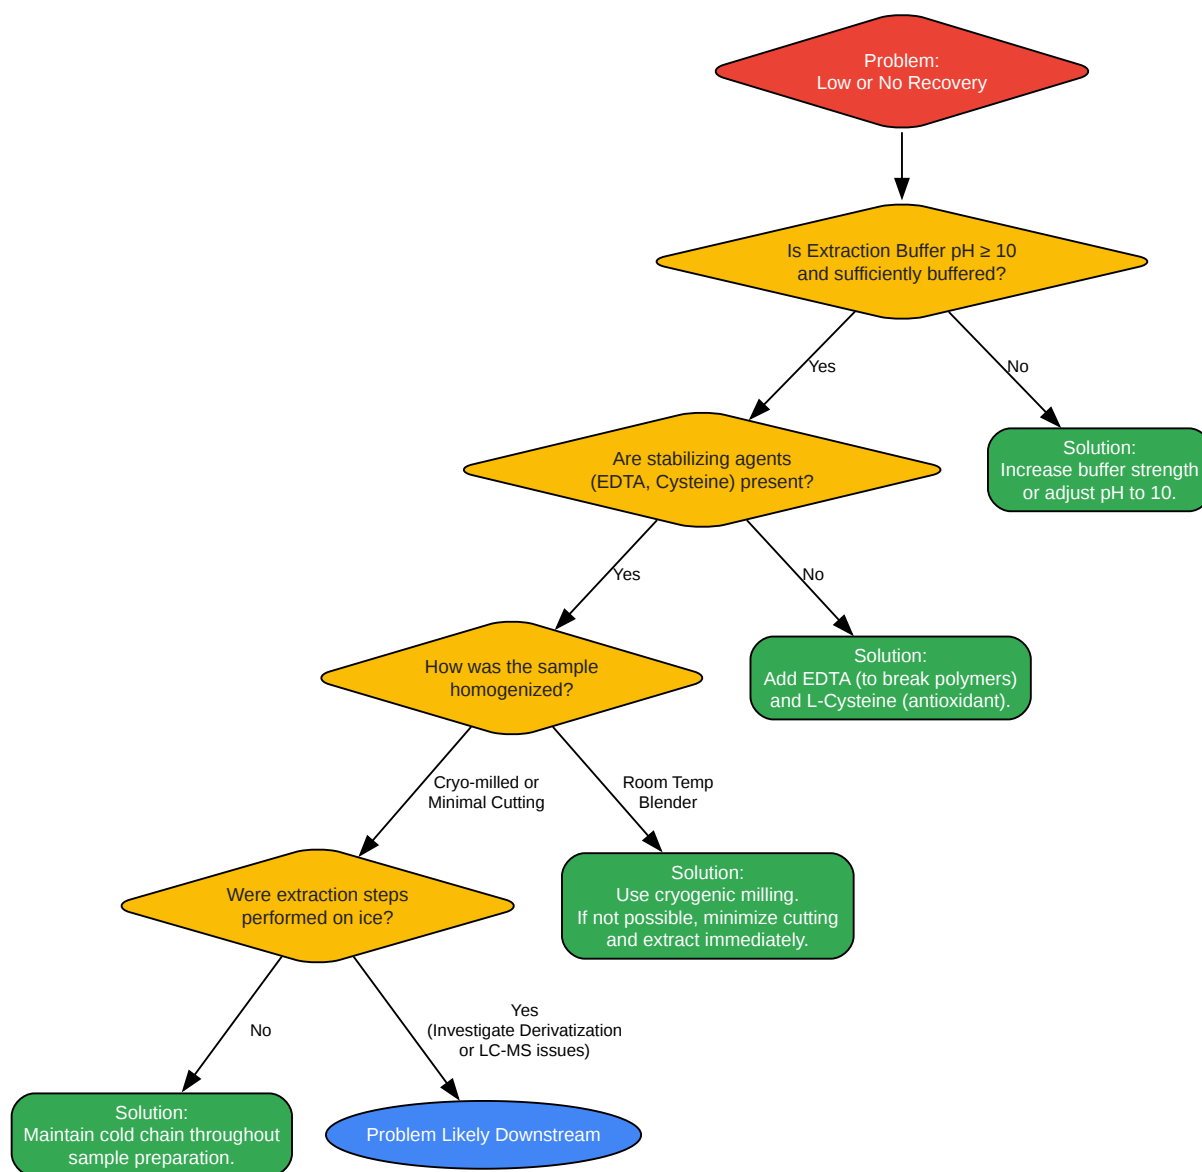 Problem:
Low or No Recovery
Is Extraction Buffer pH ≥ 10
and sufficiently buffered?
Yes
No
Are stabilizing agents
(EDTA, Cysteine) present?
Solution:
Increase buffer strength
or adjust pH to 10.
Yes
No
How was the sample
homogenized?
Solution:
Add EDTA (to break polymers)
and L-Cysteine (antioxidant).
Cryo-milled or
Minimal Cutting
Room Temp
Blender
Were extraction steps
performed on ice?
Solution:
Use cryogenic milling.
If not possible, minimize cutting
and extract immediately.
No
Yes
(Investigate Derivatization
or LC-MS issues)
Solution:
Maintain cold chain throughout
sample preparation.
Problem Likely Downstream